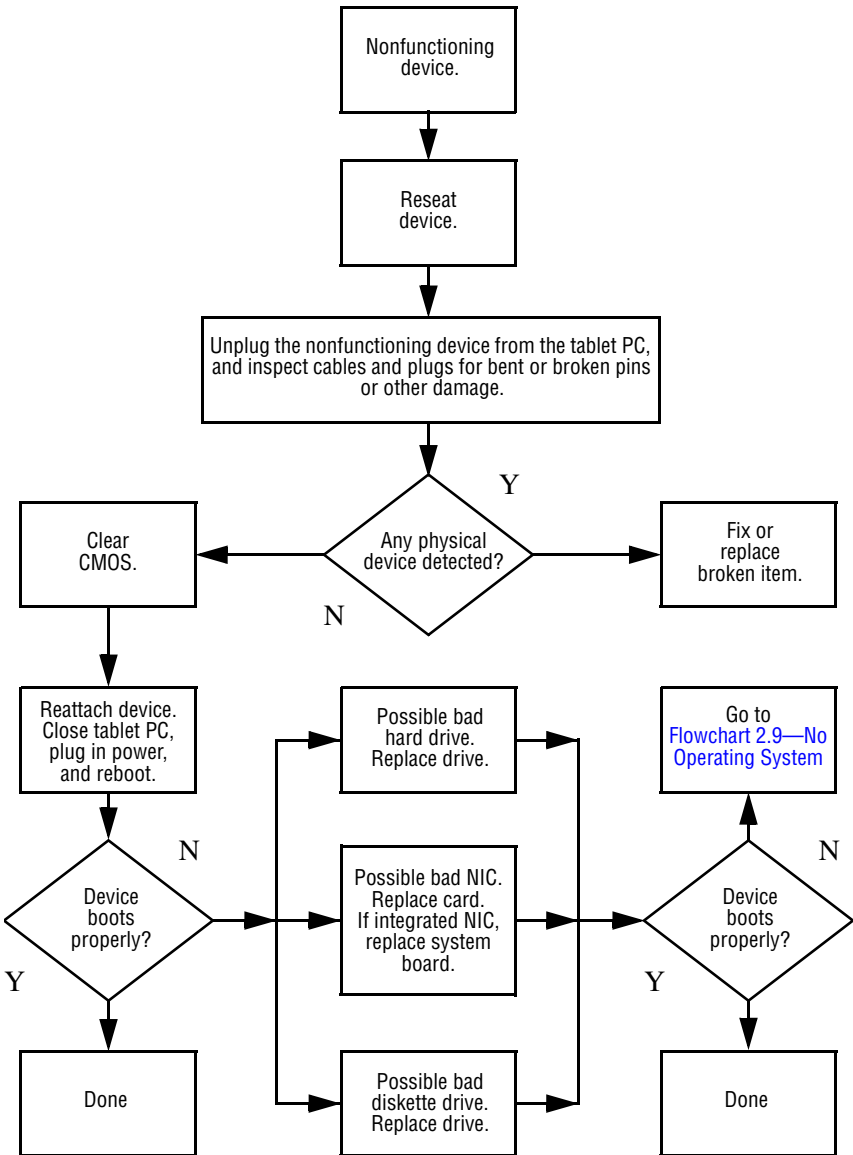 Nonfunctioning
device.
Reseat
device.
Unplug the nonfunctioning device from the tablet PC,
and inspect cables and plugs for bent or broken pins
or other damage.
Y
Clear
CMOS.
Any physical
device detected?
Fix or
replace
broken item.
N
Reattach device.
Close tablet PC,
plug in power,
and reboot.
Possible bad
hard drive.
Replace drive.
Go to
Flowchart 2.9—No
Operating System
N
N
Device
boots
properly?
Possible bad NIC.
Replace card.
If integrated NIC,
replace system
board.
Device
boots
properly?
Y
Y
Done
Possible bad
diskette drive.
Replace drive.
Done